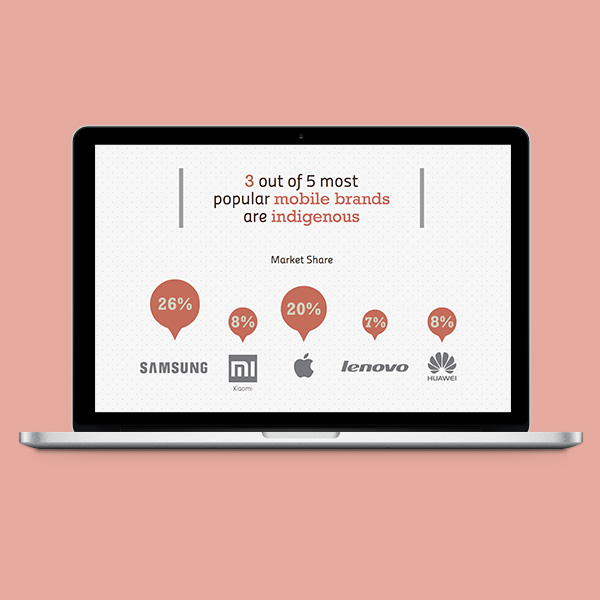 3 out of 5 most
popular mobile brands
are indigenous
Market Share
26%
8%
20%
7%
8%
SAMSUNG
mi
Xiaomi
lenovo
HUAWEI